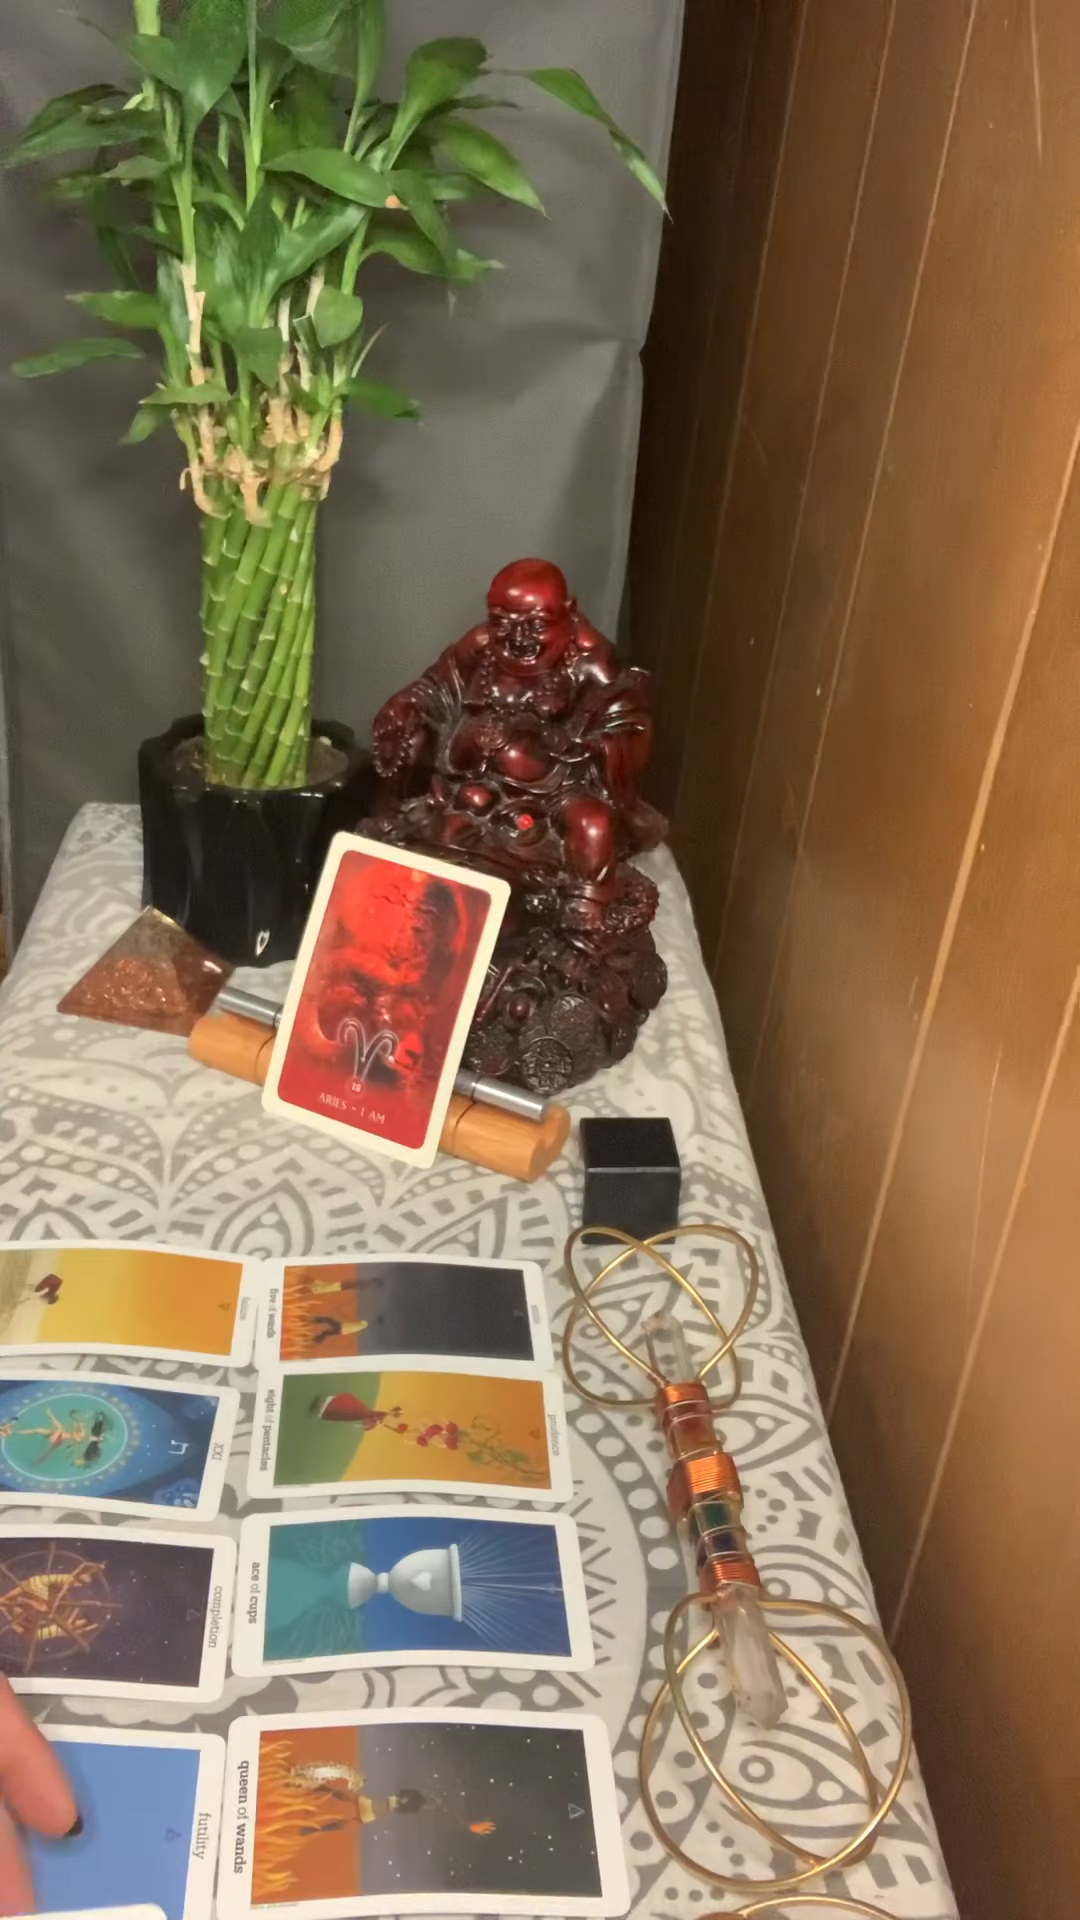 18
ARIES ~ I AM
five of wands
eight of pentacles
prudence
XXI
ace of cups
completion
queen of wands
futility